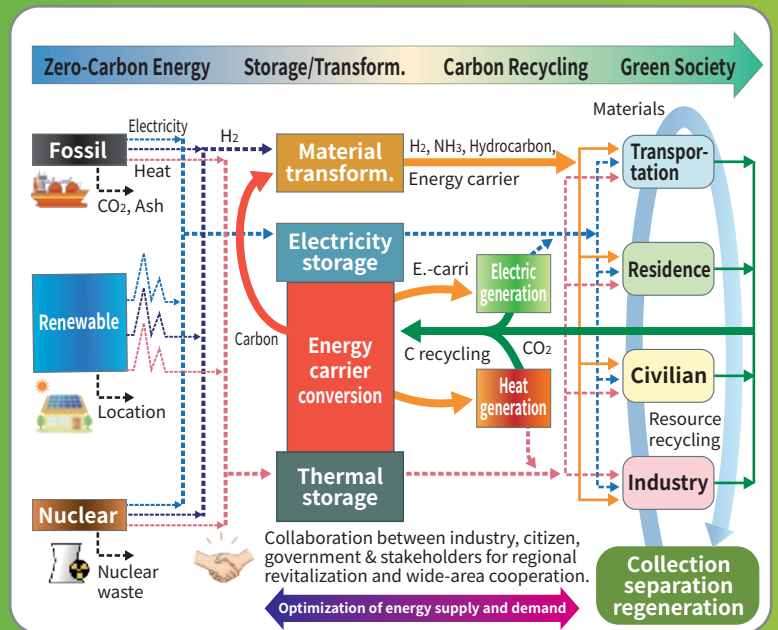 Zero-Carbon Energy
Storage/Transform.
Carbon Recycling
Green Society
Materials
Electricity
H₂
Fossil
Heat
CO₂, Ash
Material
transform.
H₂, NH₃, Hydrocarbon,
Energy carrier
Transpor-
tation
Electricity
storage
E.-carri
Electric
generation
Residence
Renewable
Carbon
Energy
carrier
conversion
C recycling
CO₂
Heat
generation
Civilian
Location
Resource
recycling
Thermal
storage
Industry
Nuclear
Nuclear
waste
Collaboration between industry, citizen,
government & stakeholders for regional
revitalization and wide-area cooperation.
Optimization of energy supply and demand
Collection
separation
regeneration